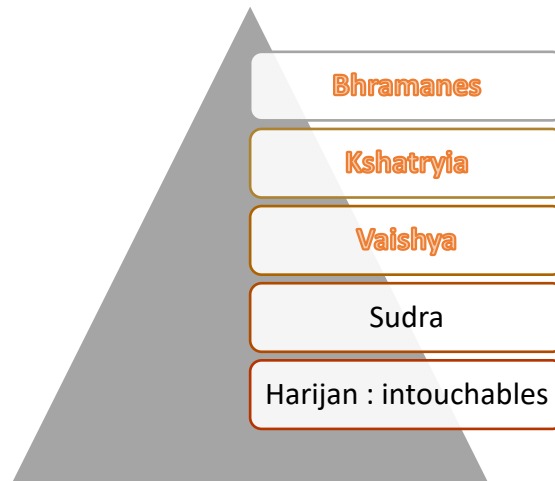 Bhramanes
Kshatryia
Vaishya
Sudra
Harijan : intouchables